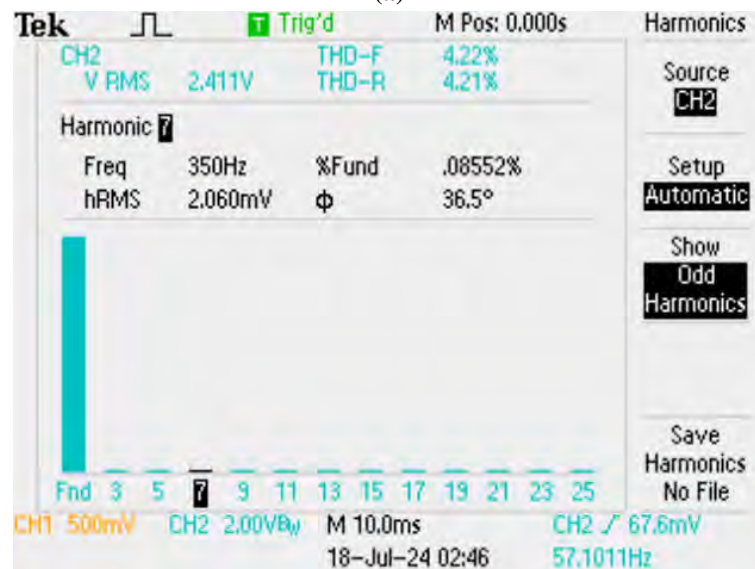 Tek T Trig'd M Pos: 0.000s Harmonics
CH2 THD-F 4.22%
V RMS 2.411V THD-R 4.21%
Source
CH2
Harmonic 7
Freq 350Hz %Fund .08552%
hRMS 2.060mV ϕ 36.5°
Setup
Automatic
Show
Odd
Harmonics
Save
Harmonics
No File
Fnd 3 5 7 9 11 13 15 17 19 21 23 25
CH1 500mV CH2 2.00VBW M 10.0ms CH2 67.6mV
18-Jul-24 02:46 57.1011Hz